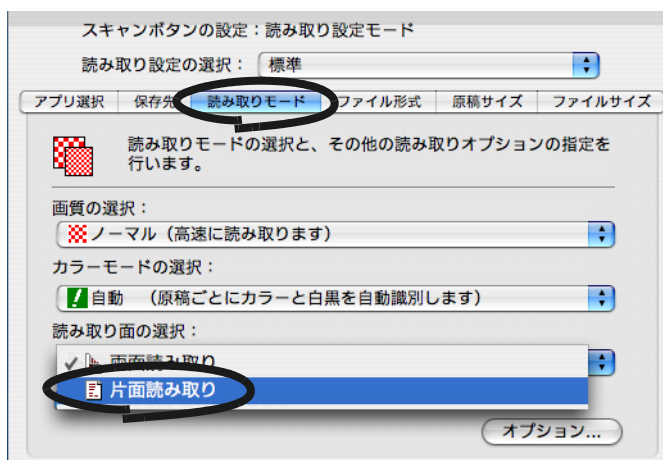 スキャンボタンの設定：読み取り設定モード
読み取り設定の選択： 標準
アプリ選択 保存先 読み取りモード ファイル形式 原稿サイズ ファイルサイズ
読み取りモードの選択と、その他の読み取りオプションの指定を
行います。
画質の選択：
ノーマル（高速に読み取ります）
カラーモードの選択：
自動 （原稿ごとにカラーと白黒を自動識別します）
読み取り面の選択：
両面読み取り
片面読み取り
オプション...